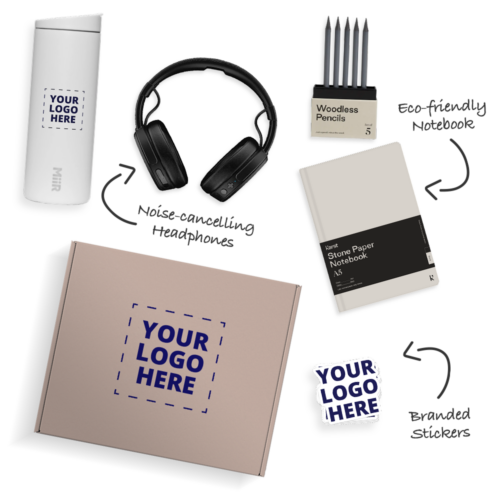 YOUR
LOGO
HERE
MiiR
Noise-cancelling
Headphones
Woodless
Pencils
5
Eco-friendly
Notebook
Karst
Stone Paper
Notebook
A5
YOUR
LOGO
HERE
YOUR
LOGO
HERE
Branded
Stickers